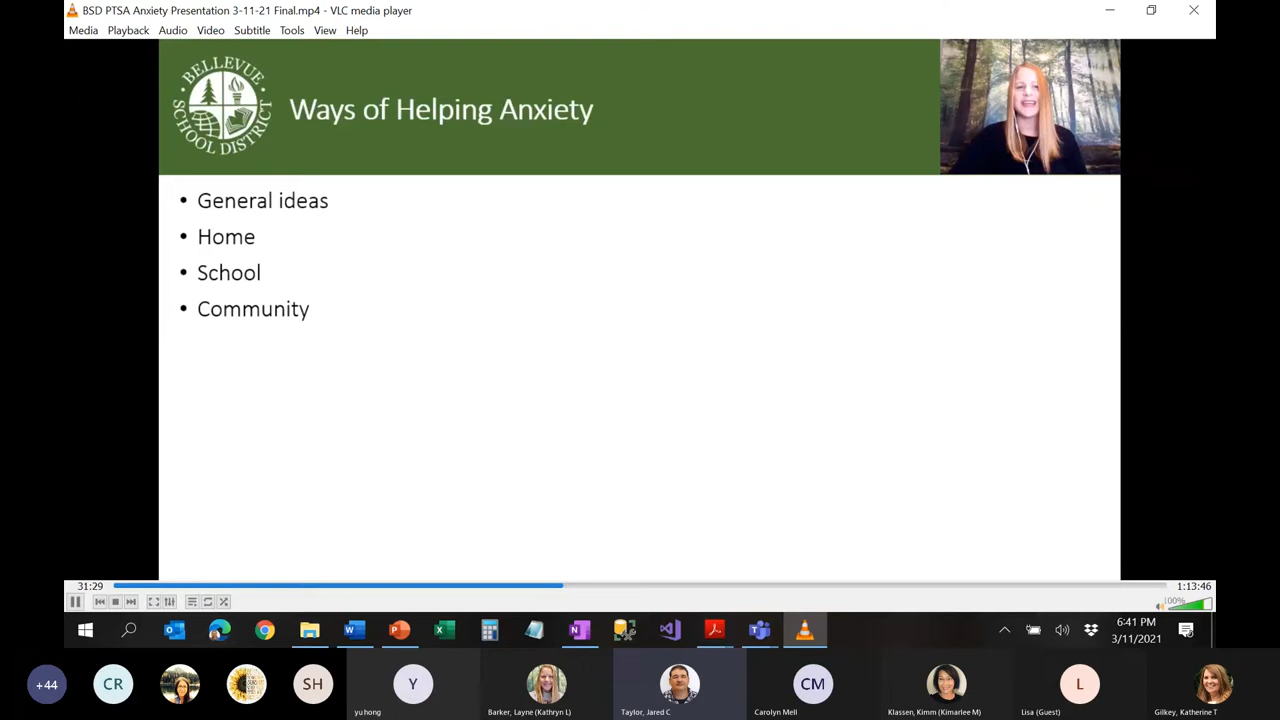 BSD PTSA Anxiety Presentation 3-11-21 Final.mp4 - VLC media player
Media Playback Audio Video Subtitle Tools View Help
BELLEVUE
SCHOOL DISTRICT
Ways of Helping Anxiety
• General ideas
• Home
• School
• Community
31:29
1:13:46
100%
6:41 PM
3/11/2021
+44
CR
SH
Y
CM
L
yu hong
Barker, Layne (Kathryn L)
Taylor, Jared C
Carolyn Mell
Klassen, Kimm (Kimarlee M)
Lisa (Guest)
Gilkey, Katherine T